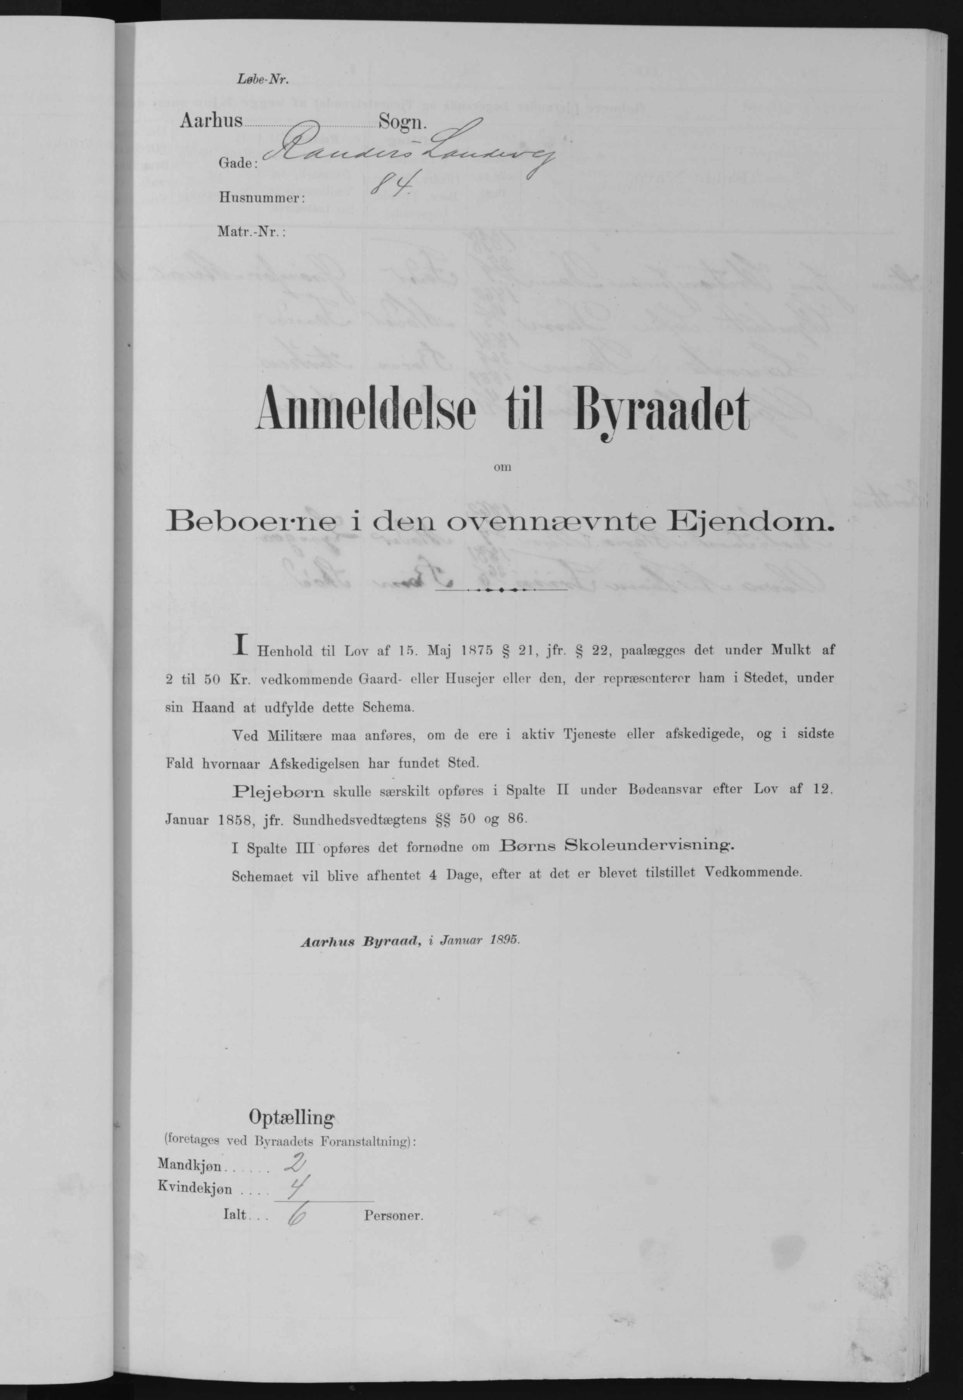 Løbe-Nr.
Aarhus Sogn.
Gade: Randers Landevej
Husnummer: 84.
Matr.-Nr.:
Anmeldelse til Byraadet
om
Beboerne i den ovennævnte Ejendom.
I Henhold til Lov af 15. Maj 1875 § 21, jfr. § 22, paalægges det under Mulkt af
2 til 50 Kr. vedkommende Gaard- eller Husejer eller den, der repræsenterer ham i Stedet, under
sin Haand at udfylde dette Schema.
Ved Militære maa anføres, om de ere i aktiv Tjeneste eller afskedigede, og i sidste
Fald hvornaar Afskedigelsen har fundet Sted.
Plejebørn skulle særskilt opføres i Spalte II under Bødeansvar efter Lov af 12.
Januar 1858, jfr. Sundhedsvedtægtens §§ 50 og 86.
I Spalte III opføres det fornødne om Børns Skoleundervisning.
Schemaet vil blive afhentet 4 Dage, efter at det er blevet tilstillet Vedkommende.
Aarhus Byraad, i Januar 1895.
Optælling
(foretages ved Byraadets Foranstaltning):
Mandkjøn...... 2
Kvindekjøn .... 4
Ialt... 6 Personer.